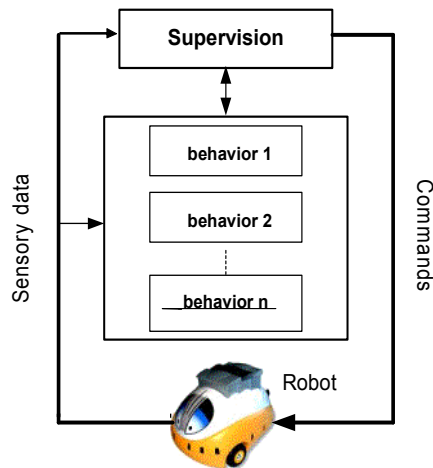 Supervision
behavior 1
behavior 2
behavior n
Sensory data
Commands
Robot